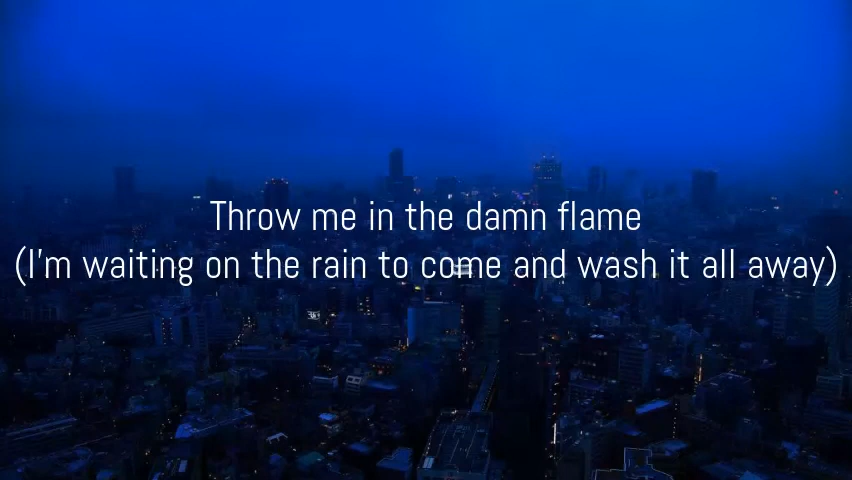 Throw me in the damn flame
(I'm waiting on the rain to come and wash it all away)